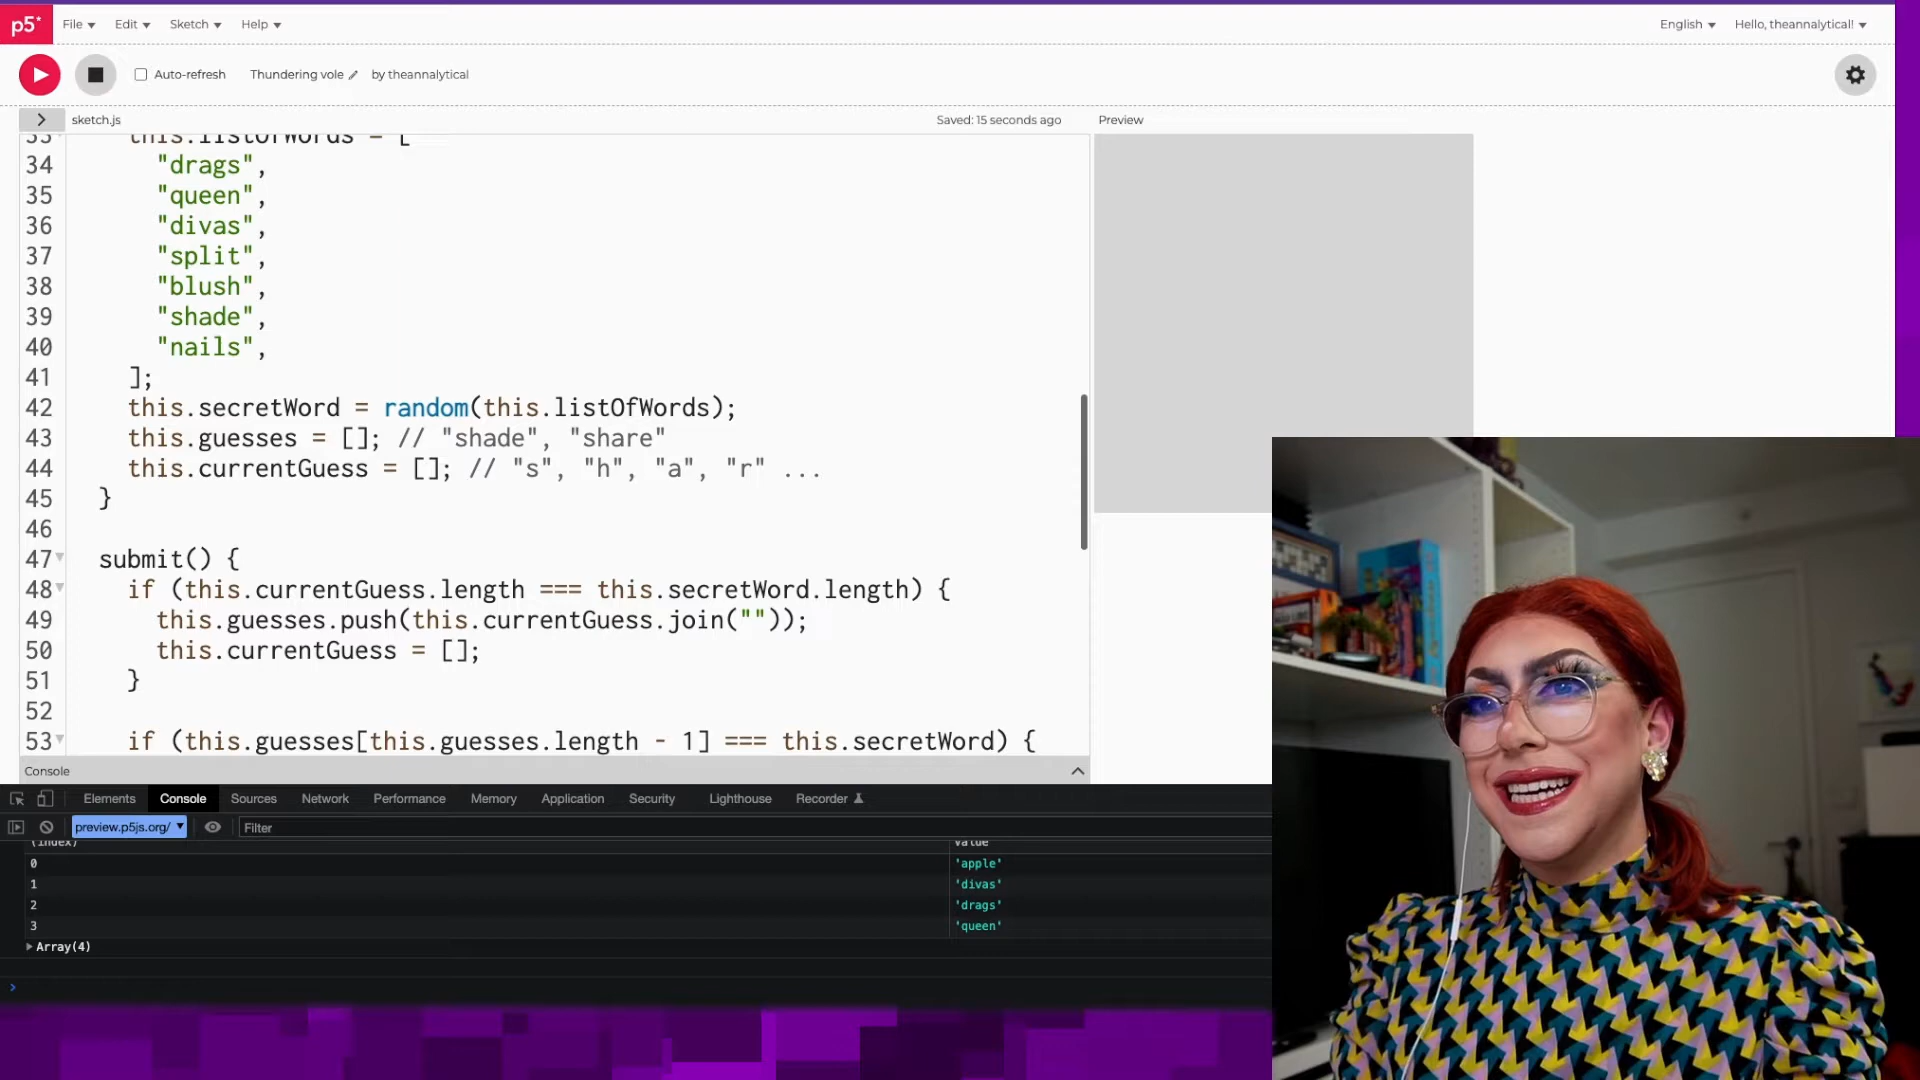 p5* File Edit Sketch Help English Hello, theannalytical!
Auto-refresh Thundering vole by theannalytical
> sketch.js Saved: 15 seconds ago Preview
33 this.listOfWords = [
34 "drags",
35 "queen",
36 "divas",
37 "split",
38 "blush",
39 "shade",
40 "nails",
41 ];
42 this.secretWord = random(this.listOfWords);
43 this.guesses = []; // "shade", "share"
44 this.currentGuess = []; // "s", "h", "a", "r" ...
45 }
46
47 submit() {
48 if (this.currentGuess.length === this.secretWord.length) {
49 this.guesses.push(this.currentGuess.join(""));
50 this.currentGuess = [];
51 }
52
53 if (this.guesses[this.guesses.length - 1] === this.secretWord) {
Console
Elements Console Sources Network Performance Memory Application Security Lighthouse Recorder
preview.p5js.org/ Filter
(index) Value
0 'apple'
1 'divas'
2 'drags'
3 'queen'
Array(4)
>